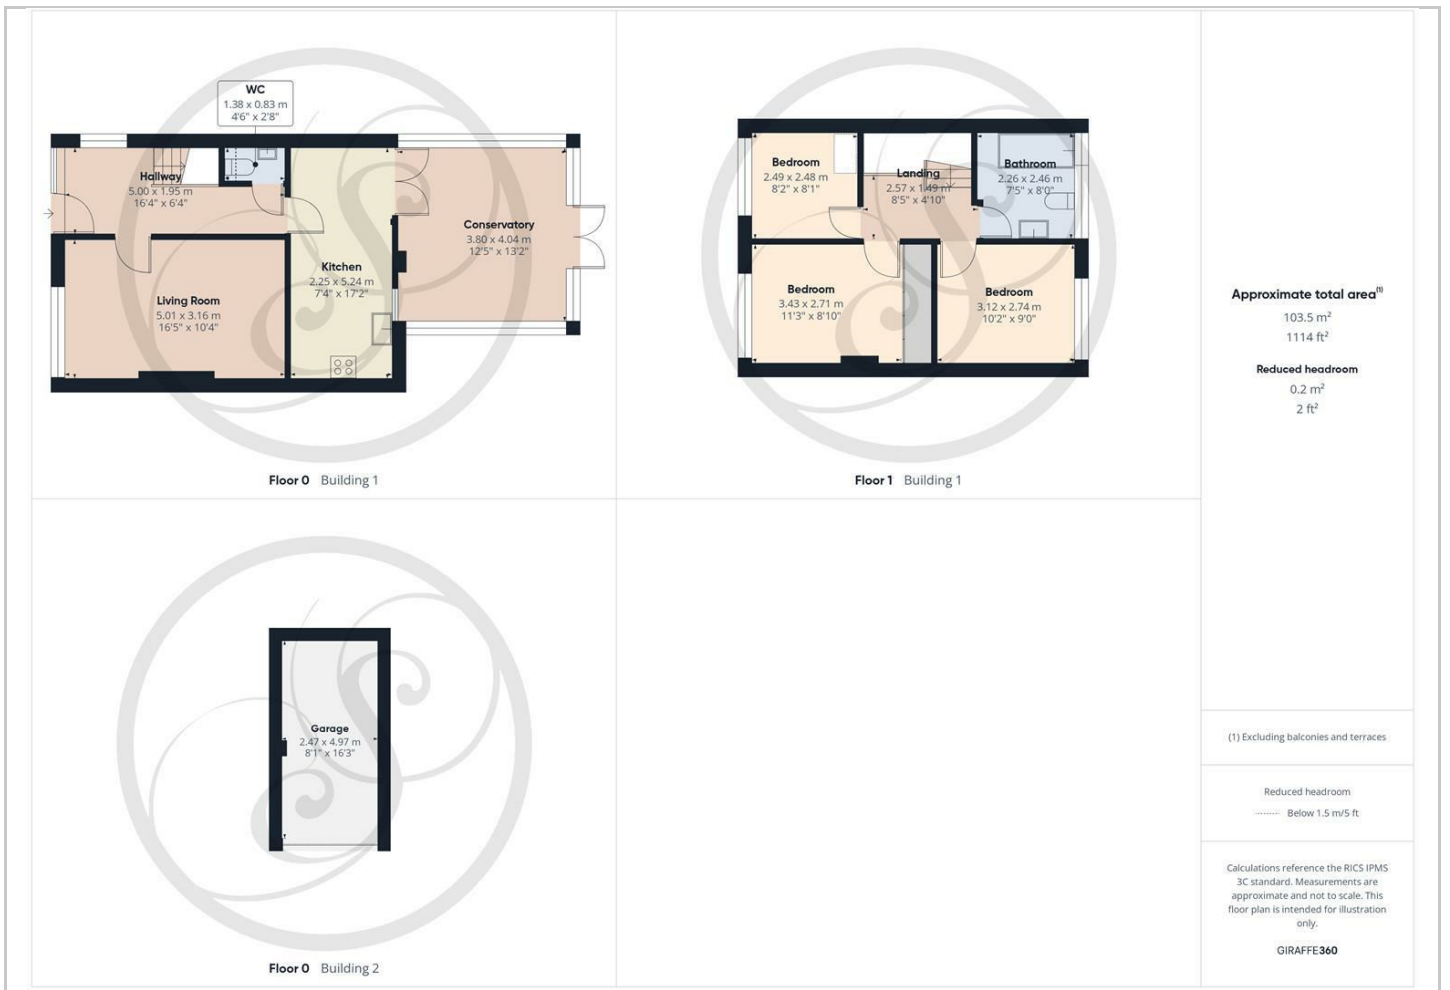 WC
1.38 x 0.83 m
4'6" x 2'8"
Hallway
5.00 x 1.95 m
16'4" x 6'4"
Conservatory
3.80 x 4.04 m
12'5" x 13'2"
Kitchen
2.25 x 5.24 m
7'4" x 17'2"
Living Room
5.01 x 3.16 m
16'5" x 10'4"
Floor 0 Building 1
Bedroom
2.49 x 2.48 m
8'2" x 8'1"
Landing
2.57 x 1.49 m
8'5" x 4'10"
Bathroom
2.26 x 2.46 m
7'5" x 8'0"
Bedroom
3.43 x 2.71 m
11'3" x 8'10"
Bedroom
3.12 x 2.74 m
10'2" x 9'0"
Floor 1 Building 1
Garage
2.47 x 4.97 m
8'1" x 16'3"
Floor 0 Building 2
Approximate total area(1)
103.5 m²
1114 ft²
Reduced headroom
0.2 m²
2 ft²
(1) Excluding balconies and terraces
Reduced headroom
Below 1.5 m/5 ft
Calculations reference the RICS IPMS
3C standard. Measurements are
approximate and not to scale. This
floor plan is intended for illustration
only.
GIRAFFE360